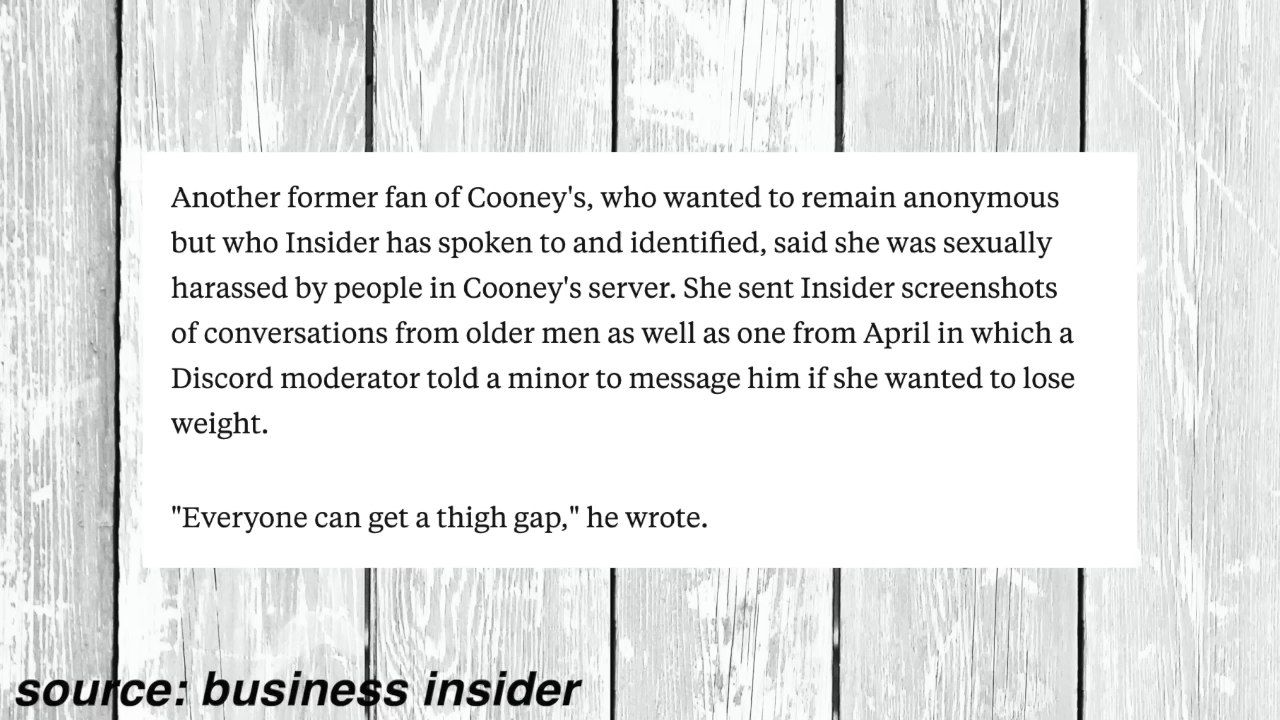 Another former fan of Cooney's, who wanted to remain anonymous
but who Insider has spoken to and identified, said she was sexually
harassed by people in Cooney's server. She sent Insider screenshots
of conversations from older men as well as one from April in which a
Discord moderator told a minor to message him if she wanted to lose
weight.
"Everyone can get a thigh gap," he wrote.
source: business insider